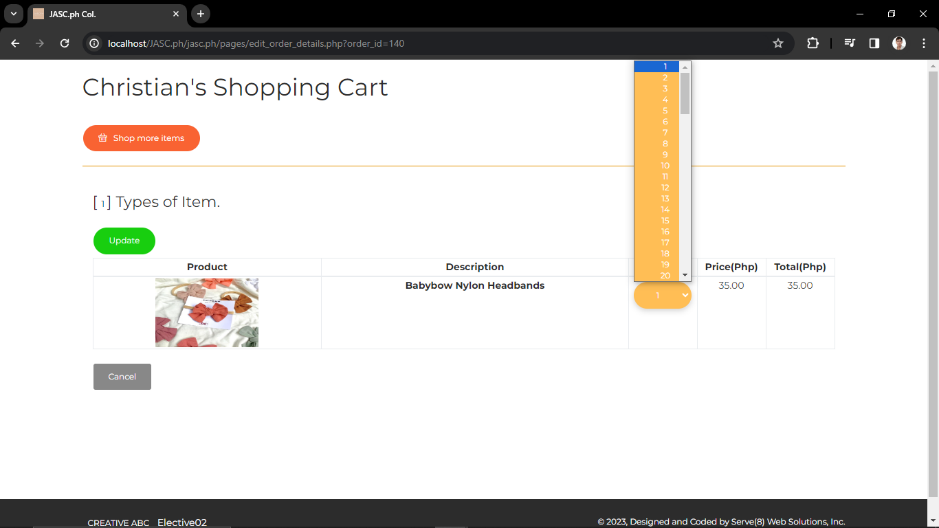 JASC.ph Col.
localhost/JASC.ph/jasc.ph/pages/edit_order_details.php?order_id=140
Christian's Shopping Cart
Shop more items
1
2
3
4
5
6
7
8
9
10
11
12
13
14
15
16
17
18
19
20
[ 1 ] Types of Item.
Update
Product Description Price(Php) Total(Php)
Babybow Nylon Headbands 1 35.00 35.00
Cancel
CREATIVE ABC Elective02
© 2023, Designed and Coded by Serve(8) Web Solutions, Inc.